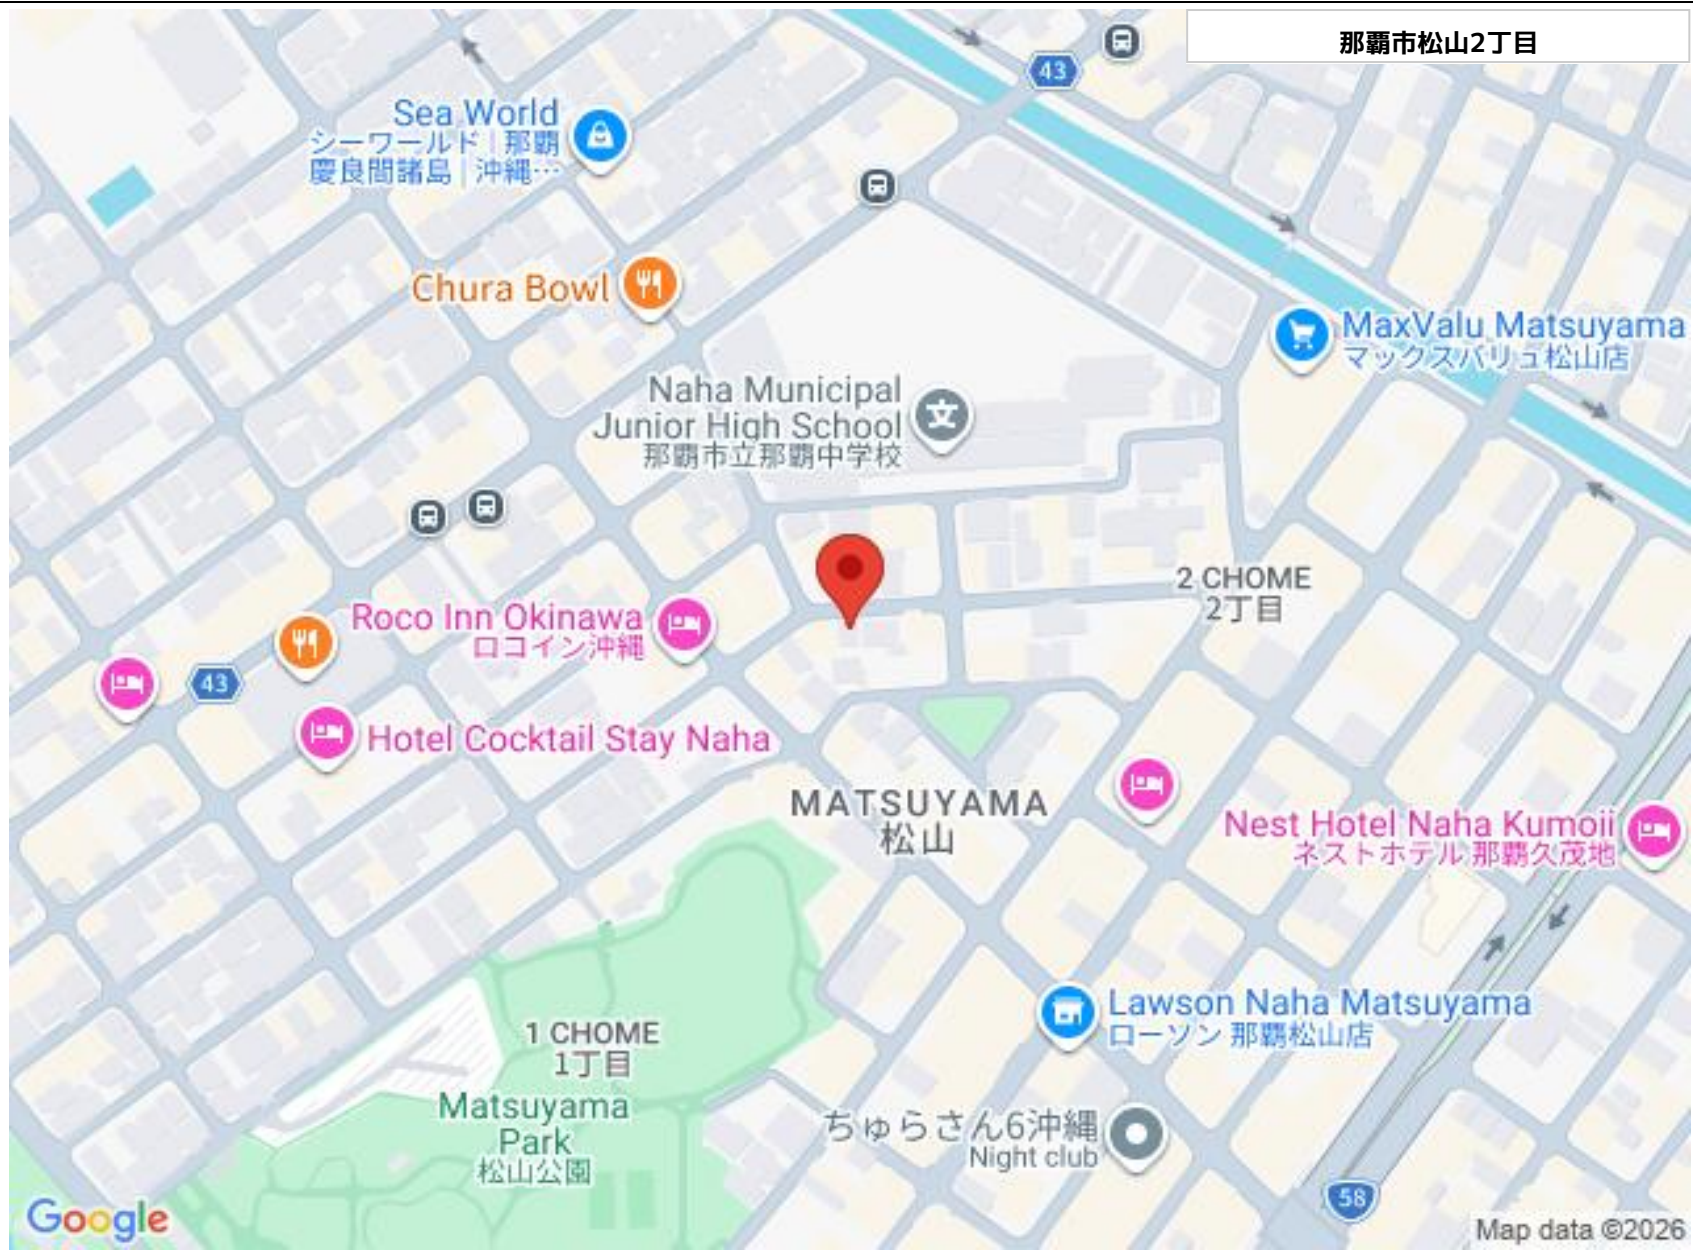 那覇市松山2丁目
43
Sea World
シーワールド | 那覇
慶良間諸島 | 沖縄…
Chura Bowl
MaxValu Matsuyama
マックスバリュ松山店
Naha Municipal
Junior High School
那覇市立那覇中学校
文
2 CHOME
2丁目
Roco Inn Okinawa
ロコイン沖縄
43
Hotel Cocktail Stay Naha
MATSUYAMA
松山
Nest Hotel Naha Kumoji
ネストホテル 那覇久茂地
Lawson Naha Matsuyama
ローソン 那覇松山店
1 CHOME
1丁目
Matsuyama
Park
松山公園
ちゅらさん6沖縄
Night club
58
Google
Map data ©2026